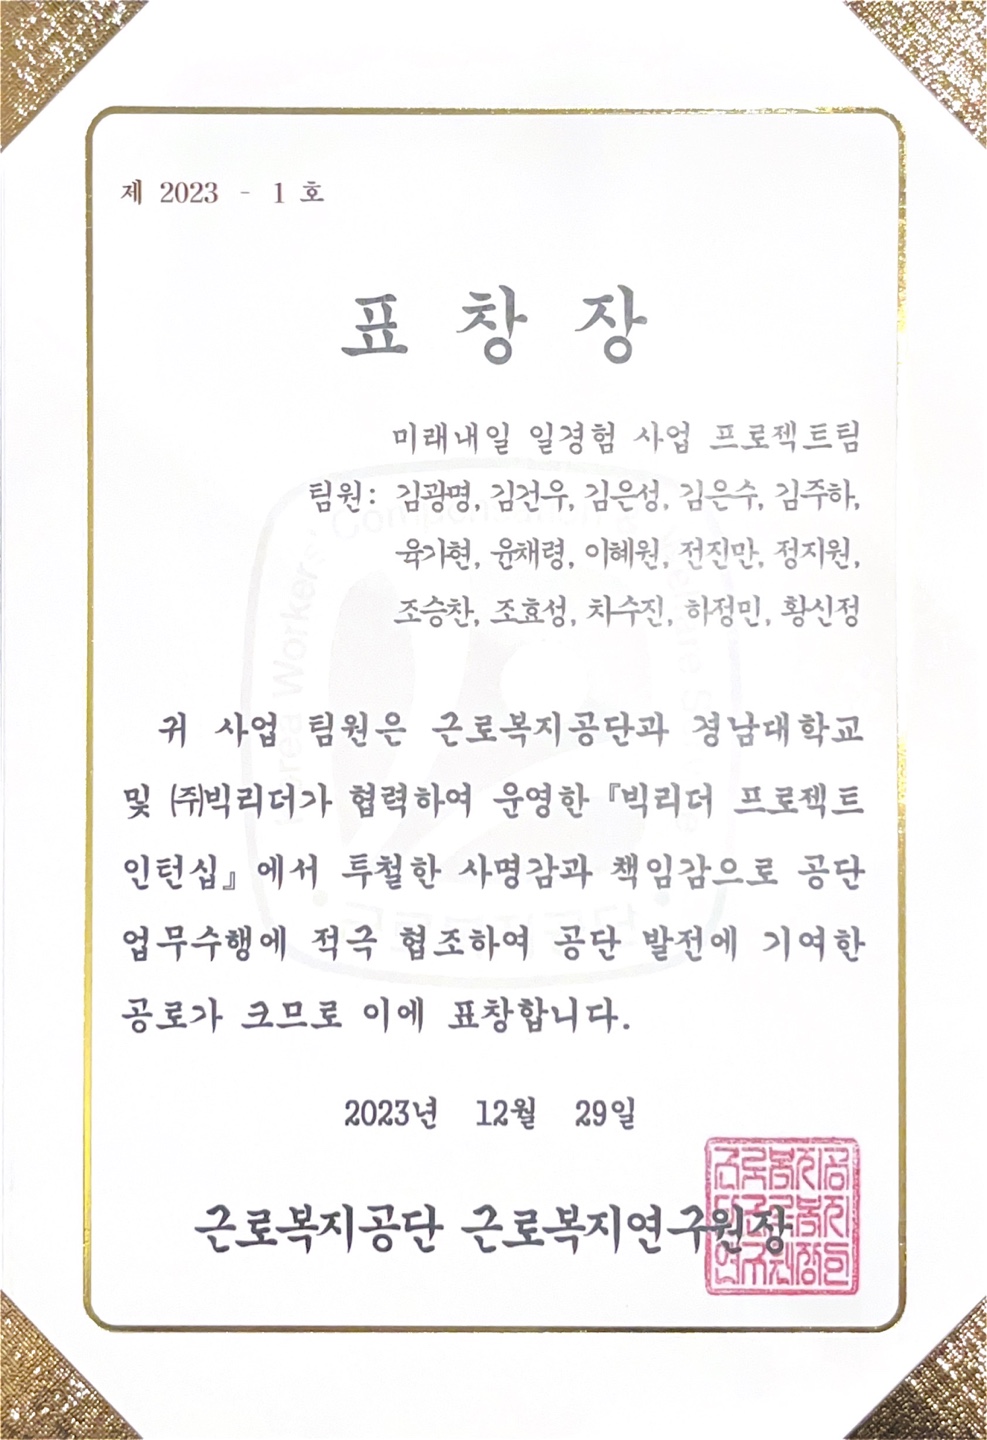 제 2023 - 1 호
표 창 장
미래내일 일경험 사업 프로젝트팀
팀원: 김광명, 김건우, 김은성, 김은수, 김주하,
육가현, 윤채령, 이혜원, 전진만, 정지원,
조승찬, 조효성, 차수진, 하정민, 황신정
귀 사업 팀원은 근로복지공단과 경남대학교
및 ㈜빅리더가 협력하여 운영한 『빅리더 프로젝트
인턴십』에서 투철한 사명감과 책임감으로 공단
업무수행에 적극 협조하여 공단 발전에 기여한
공로가 크므로 이에 표창합니다.
2023년 12월 29일
근로복지공단 근로복지연구원장